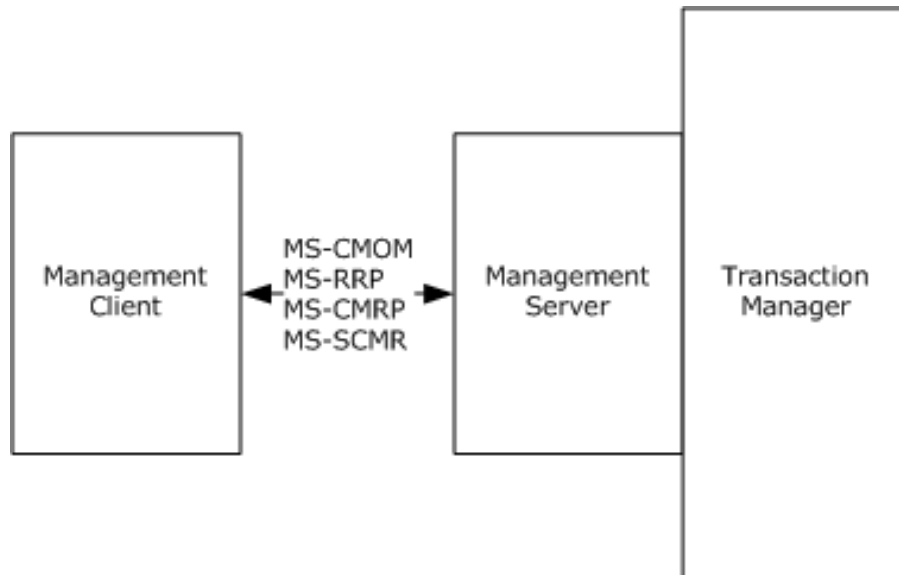 Management
Client
MS-CMOM
MS-RRP
MS-CMRP
MS-SCMR
Management
Server
Transaction
Manager